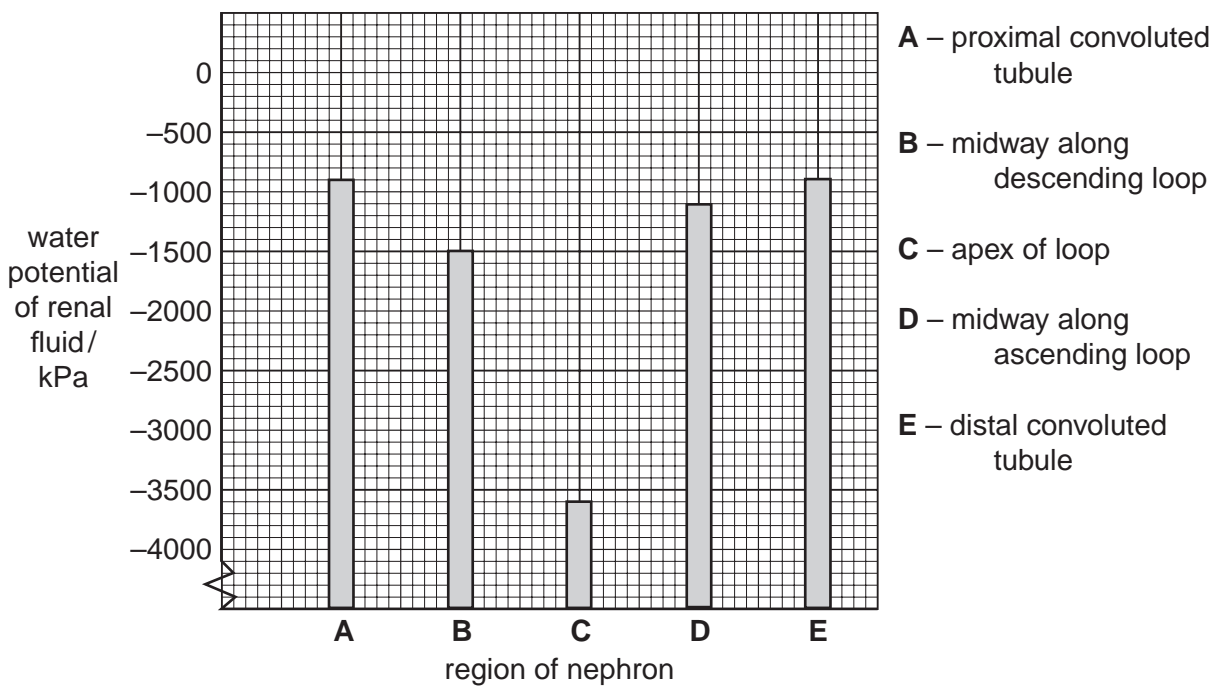 0
–500
–1000
–1500
–2000
–2500
–3000
–3500
–4000
water
potential
of renal
fluid /
kPa
A
B
C
D
E
region of nephron
A – proximal convoluted
tubule
B – midway along
descending loop
C – apex of loop
D – midway along
ascending loop
E – distal convoluted
tubule